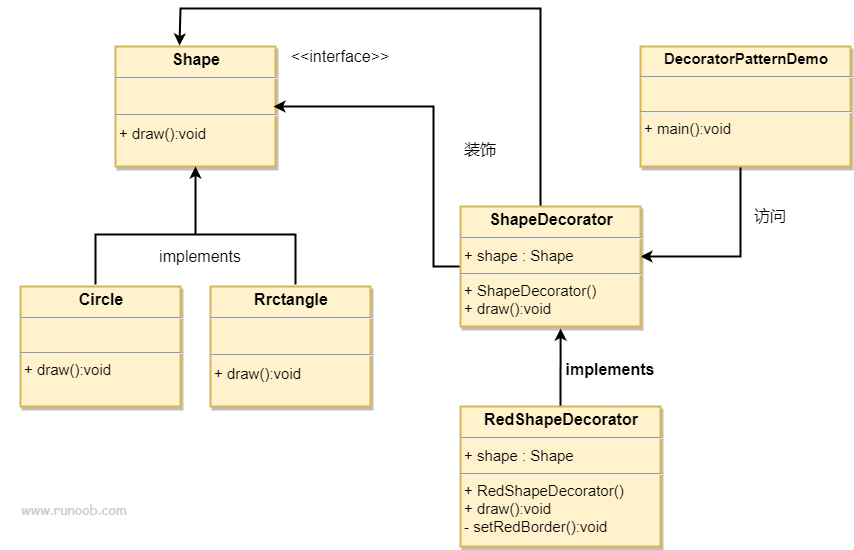 Shape
<<interface>>
+ draw():void
DecoratorPatternDemo
+ main():void
装饰
访问
ShapeDecorator
+ shape : Shape
+ ShapeDecorator()
+ draw():void
implements
Circle
+ draw():void
Rrctangle
+ draw():void
implements
RedShapeDecorator
+ shape : Shape
+ RedShapeDecorator()
+ draw():void
- setRedBorder():void
www.runoob.com